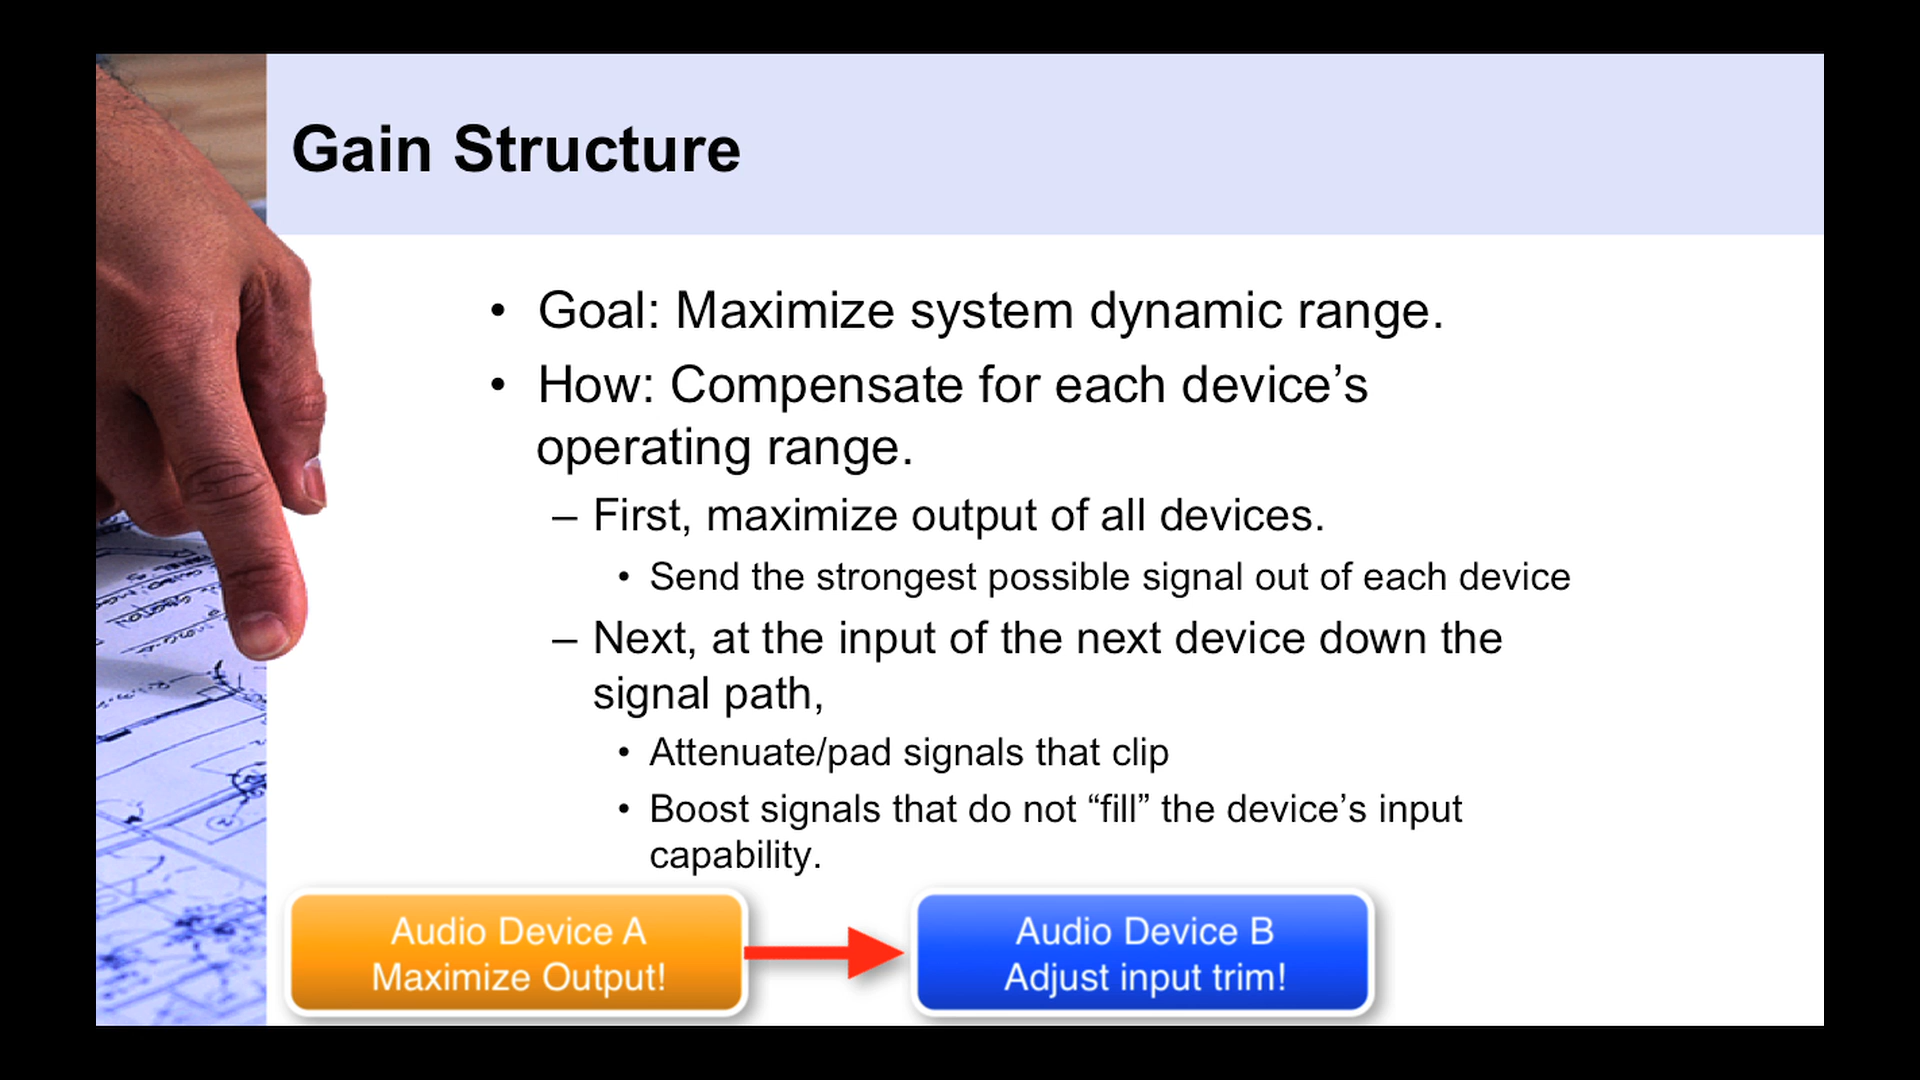 Gain Structure
• Goal: Maximize system dynamic range.
• How: Compensate for each device’s
operating range.
– First, maximize output of all devices.
• Send the strongest possible signal out of each device
– Next, at the input of the next device down the
signal path,
• Attenuate/pad signals that clip
• Boost signals that do not “fill” the device’s input
capability.
Audio Device A
Maximize Output!
Audio Device B
Adjust input trim!